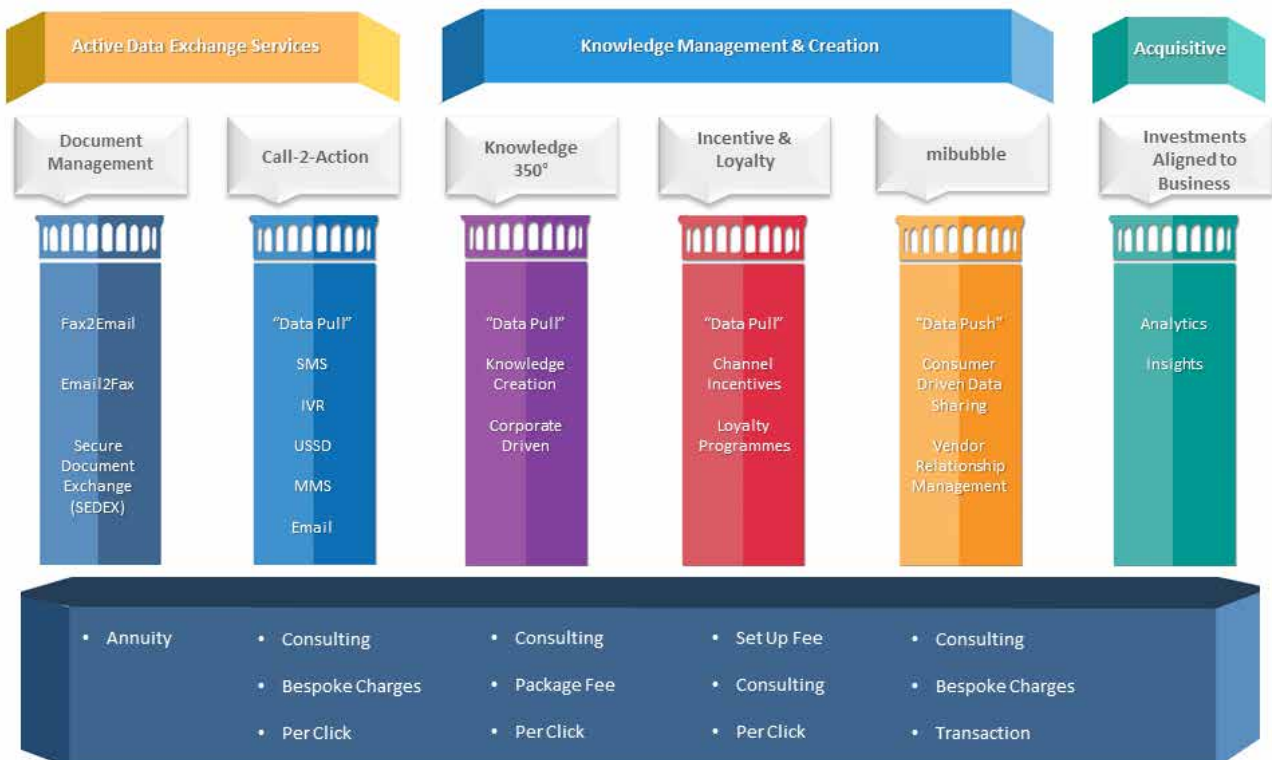 Active Data Exchange Services
Knowledge Management & Creation
Acquisitive
Document
Management
Call-2-Action
Knowledge
350°
Incentive &
Loyalty
mibubble
Investments
Aligned to
Business
Fax2Email
Email2Fax
Secure
Document
Exchange
(SEDEX)
“Data Pull”
SMS
IVR
USSD
MMS
Email
“Data Pull”
Knowledge
Creation
Corporate
Driven
“Data Pull”
Channel
Incentives
Loyalty
Programmes
“Data Push”
Consumer
Driven Data
Sharing
Vendor
Relationship
Management
Analytics
Insights
• Annuity
• Consulting
• Bespoke Charges
• Per Click
• Consulting
• Package Fee
• Per Click
• Set Up Fee
• Consulting
• Per Click
• Consulting
• Bespoke Charges
• Transaction